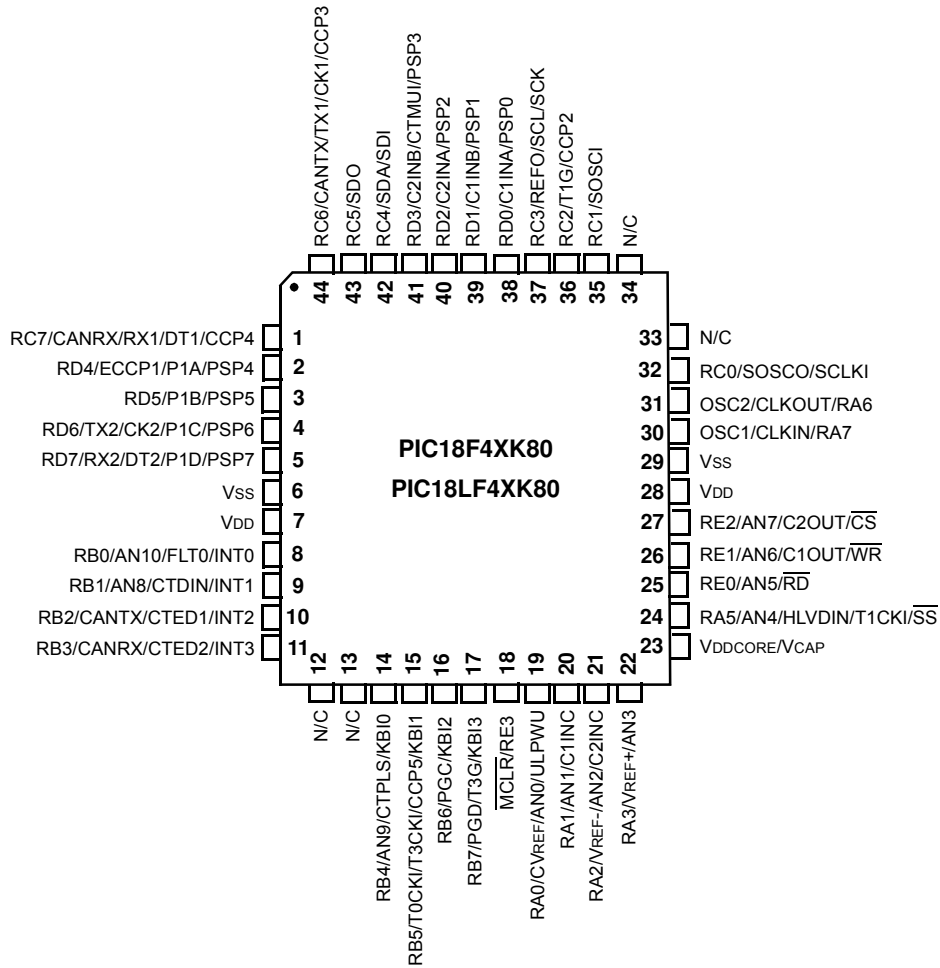 RC6/CANTX/TX1/CK1/CCP3
RC5/SDO
RC4/SDA/SDI
RD3/C2INB/CTMUI/PSP3
RD2/C2INA/PSP2
RD1/C1INB/PSP1
RD0/C1INA/PSP0
RC3/REFO/SCL/SCK
RC2/T1G/CCP2
RC1/SOSCI
N/C
44
43
42
41
40
39
38
37
36
35
34
RC7/CANRX/RX1/DT1/CCP4 1
RD4/ECCP1/P1A/PSP4 2
RD5/P1B/PSP5 3
RD6/TX2/CK2/P1C/PSP6 4
RD7/RX2/DT2/P1D/PSP7 5
VSS 6
VDD 7
RB0/AN10/FLT0/INT0 8
RB1/AN8/CTDIN/INT1 9
RB2/CANTX/CTED1/INT2 10
RB3/CANRX/CTED2/INT3 11
PIC18F4XK80
PIC18LF4XK80
33 N/C
32 RC0/SOSCO/SCLKI
31 OSC2/CLKOUT/RA6
30 OSC1/CLKIN/RA7
29 VSS
28 VDD
27 RE2/AN7/C2OUT/CS
26 RE1/AN6/C1OUT/WR
25 RE0/AN5/RD
24 RA5/AN4/HLVDIN/T1CKI/SS
23 VDDCORE/VCAP
12
13
14
15
16
17
18
19
20
21
22
N/C
N/C
RB4/AN9/CTPLS/KBI0
RB5/T0CKI/T3CKI/CCP5/KBI1
RB6/PGC/KBI2
RB7/PGD/T3G/KBI3
MCLR/RE3
RA0/CVREF/AN0/ULPWU
RA1/AN1/C1INC
RA2/VREF-/AN2/C2INC
RA3/VREF+/AN3